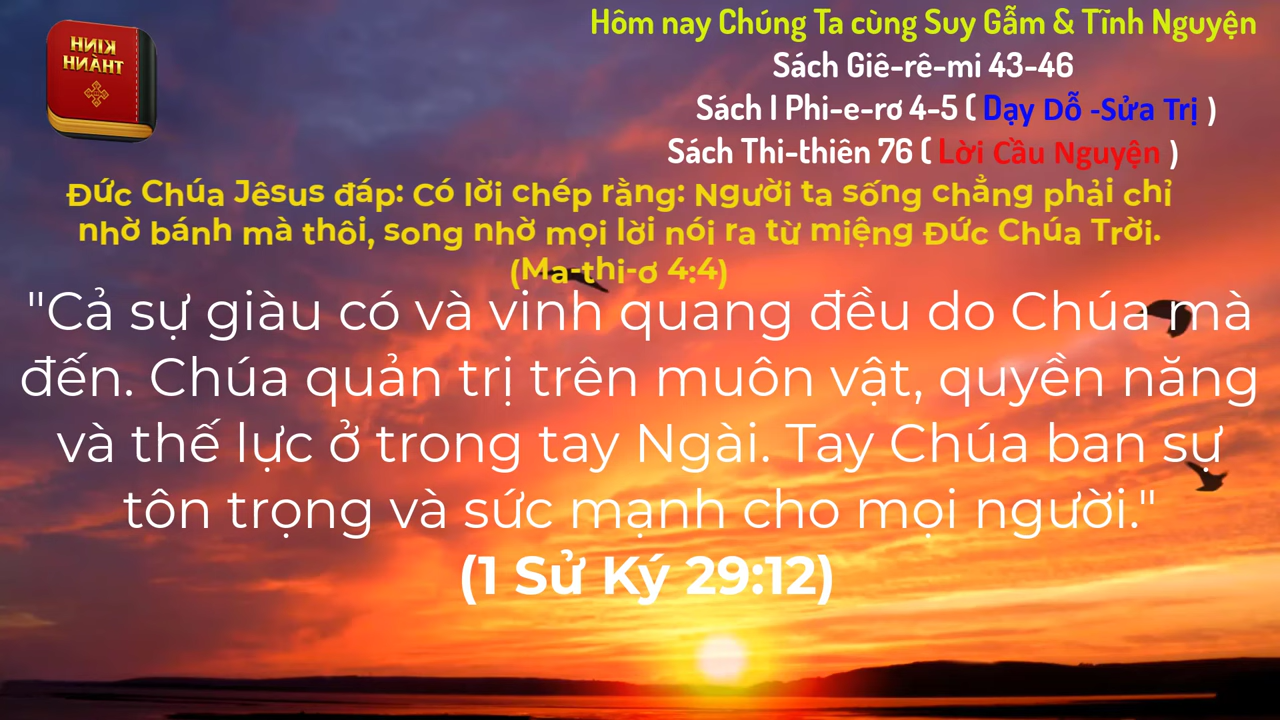 KINH
THÀNH
Hôm nay Chúng Ta cùng Suy Gẫm & Tĩnh Nguyện
Sách Giê-rê-mi 43-46
Sách I Phi-e-rơ 4-5 ( Dạy Dỗ -Sửa Trị )
Sách Thi-thiên 76 ( Lời Cầu Nguyện )
Đức Chúa Jêsus đáp: Có lời chép rằng: Người ta sống chẳng phải chỉ
nhờ bánh mà thôi, song nhờ mọi lời nói ra từ miệng Đức Chúa Trời.
(Ma-thi-ơ 4:4)
"Cả sự giàu có và vinh quang đều do Chúa mà
đến. Chúa quản trị trên muôn vật, quyền năng
và thế lực ở trong tay Ngài. Tay Chúa ban sự
tôn trọng và sức mạnh cho mọi người."
(1 Sử Ký 29:12)